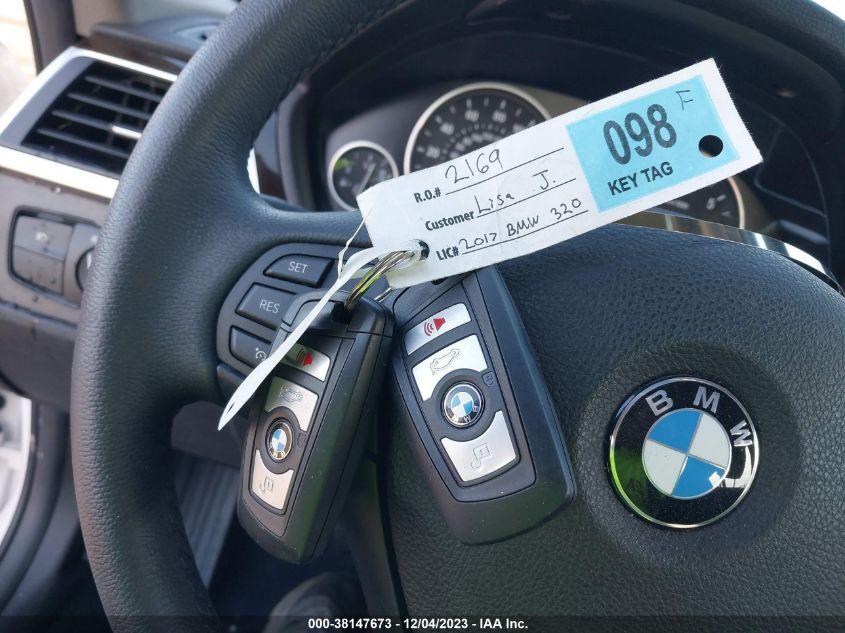 R.O.# 2169
Customer Lisa J.
LIC# 2017 BMW 320
098 F
KEY TAG
SET
RES
BMW
000-38147673 - 12/04/2023 - IAA Inc.